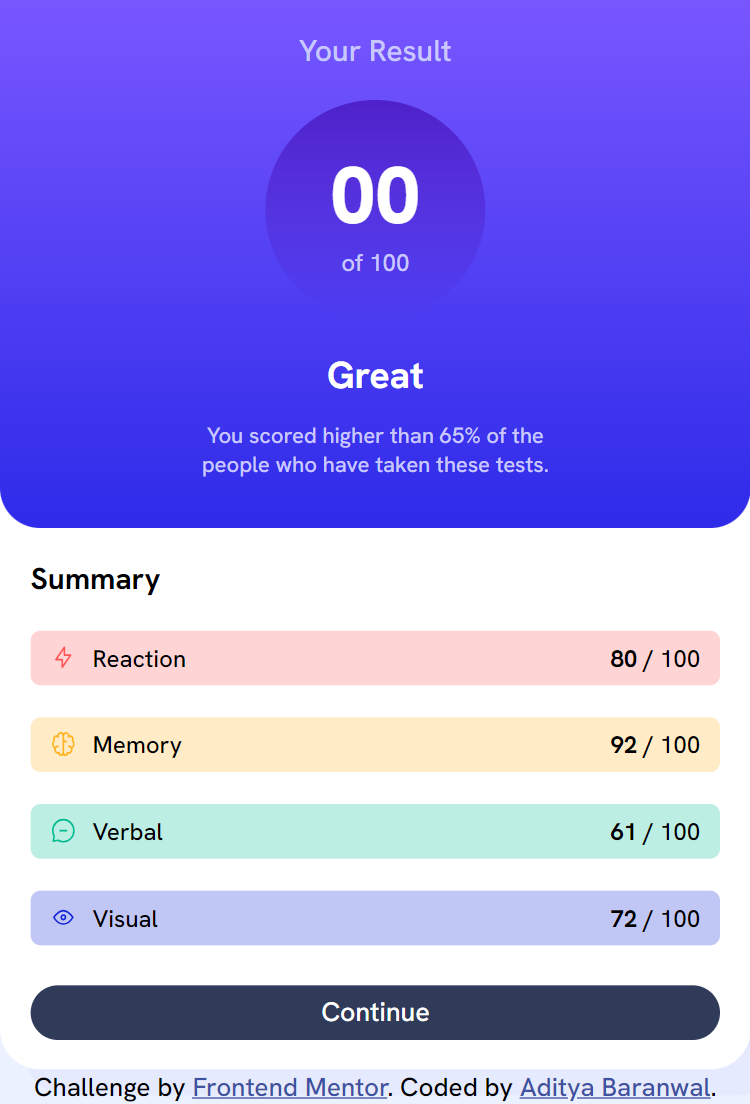 Your Result
00
of 100
Great
You scored higher than 65% of the
people who have taken these tests.
Summary
Reaction 80 / 100
Memory 92 / 100
Verbal 61 / 100
Visual 72 / 100
Continue
Challenge by Frontend Mentor. Coded by Aditya Baranwal.